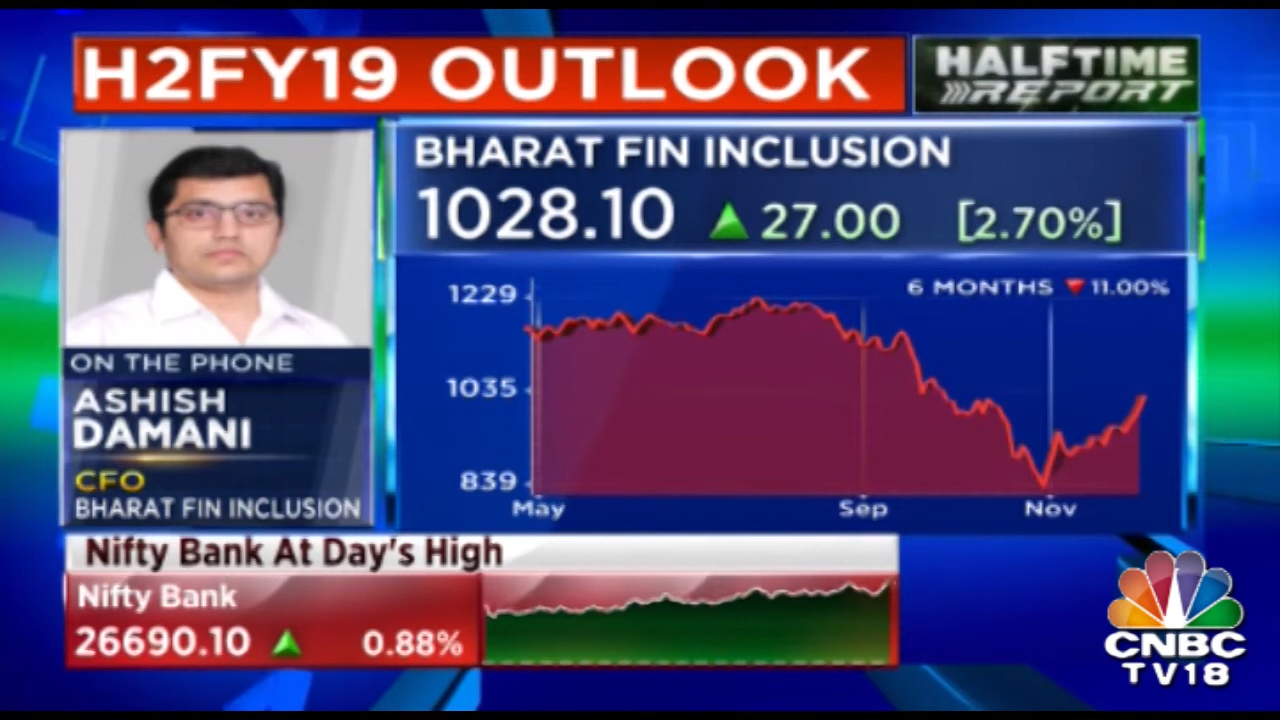 H2FY19 OUTLOOK
HALFTIME
REPORT
BHARAT FIN INCLUSION
1028.10 ▲ 27.00 [2.70%]
6 MONTHS ▼ 11.00%
1229
1035
839
May Sep Nov
ON THE PHONE
ASHISH
DAMANI
CFO
BHARAT FIN INCLUSION
Nifty Bank At Day's High
Nifty Bank
26690.10 ▲ 0.88%
CNBC
TV18